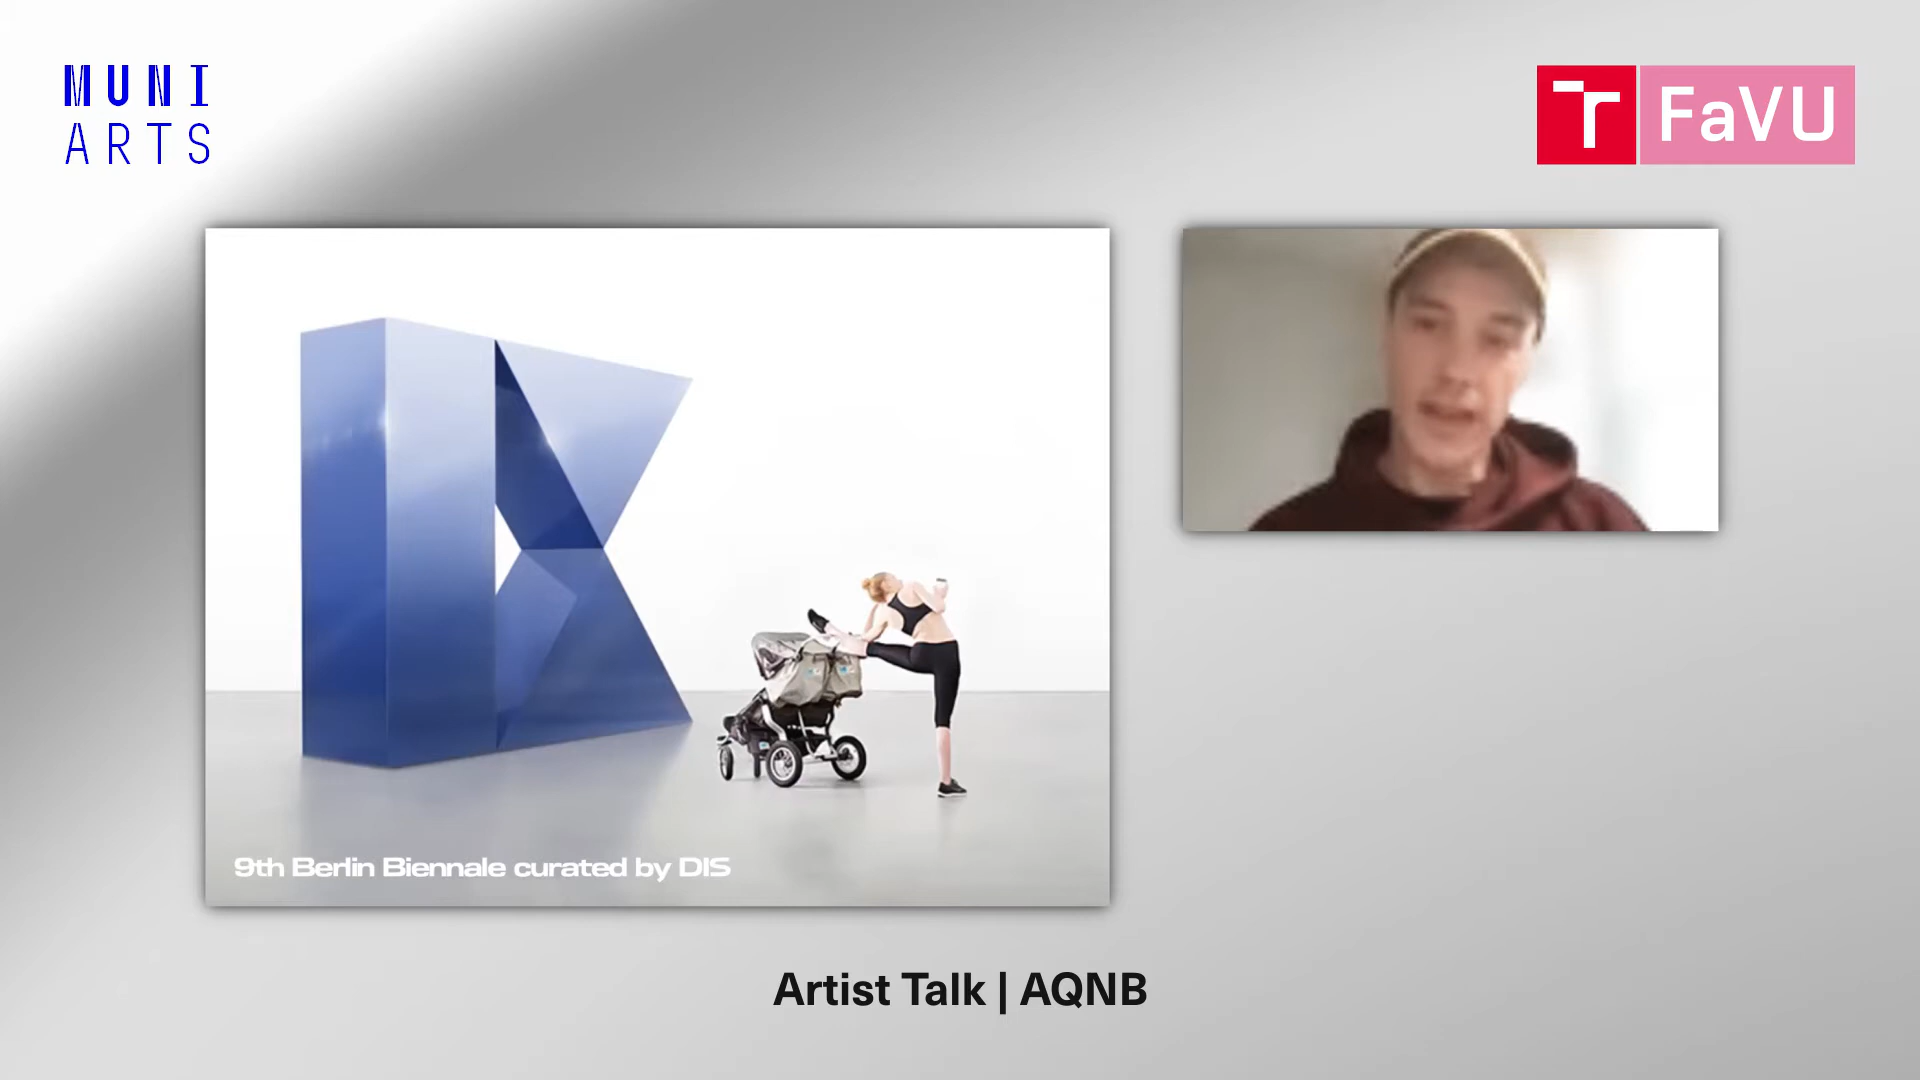 MUNI
ARTS
FaVU
9th Berlin Biennale curated by DIS
Artist Talk | AQNB